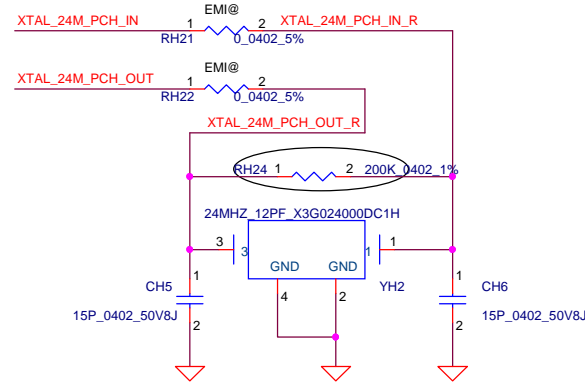 EMI@
XTAL_24M_PCH_IN 1 2 XTAL_24M_PCH_IN_R
RH21 0_0402_5%
EMI@
XTAL_24M_PCH_OUT 1 2
RH22 0_0402_5%
XTAL_24M_PCH_OUT_R
RH24 1 2 200K_0402_1%
24MHZ_12PF_X3G024000DC1H
3 3 1 1
GND GND
1 4 2 YH2 1
CH5 CH6
15P_0402_50V8J 15P_0402_50V8J
2 2